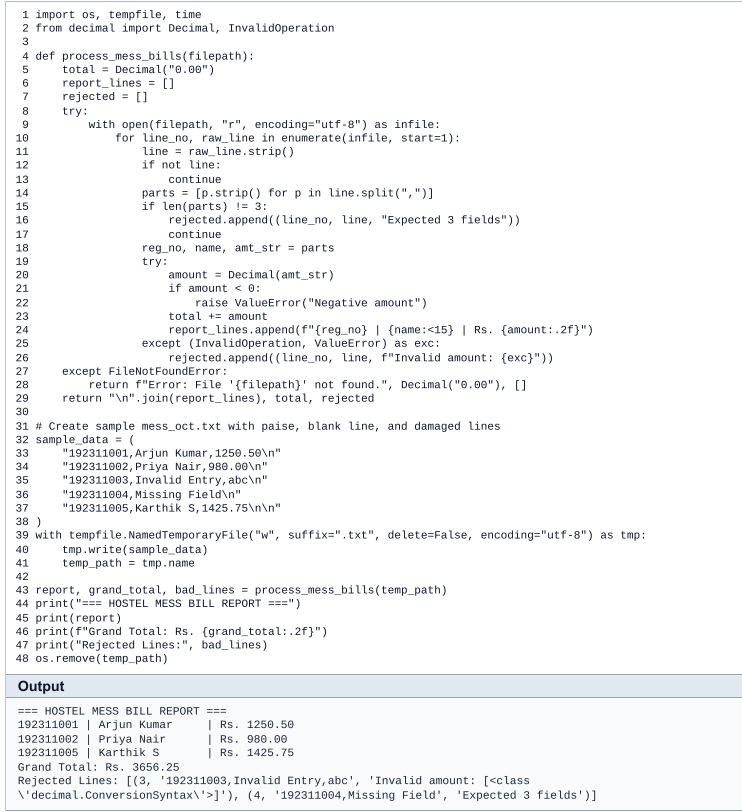 1 import os, tempfile, time
2 from decimal import Decimal, InvalidOperation
3
4 def process_mess_bills(filepath):
5     total = Decimal("0.00")
6     report_lines = []
7     rejected = []
8     try:
9         with open(filepath, "r", encoding="utf-8") as infile:
10             for line_no, raw_line in enumerate(infile, start=1):
11                 line = raw_line.strip()
12                 if not line:
13                     continue
14                 parts = [p.strip() for p in line.split(",")]
15                 if len(parts) != 3:
16                     rejected.append((line_no, line, "Expected 3 fields"))
17                     continue
18                 reg_no, name, amt_str = parts
19                 try:
20                     amount = Decimal(amt_str)
21                     if amount < 0:
22                         raise ValueError("Negative amount")
23                     total += amount
24                     report_lines.append(f"{reg_no} | {name:<15} | Rs. {amount:.2f}")
25                 except (InvalidOperation, ValueError) as exc:
26                     rejected.append((line_no, line, f"Invalid amount: {exc}"))
27     except FileNotFoundError:
28         return f"Error: File '{filepath}' not found.", Decimal("0.00"), []
29     return "\n".join(report_lines), total, rejected
30
31 # Create sample mess_oct.txt with paise, blank line, and damaged lines
32 sample_data = (
33     "192311001,Arjun Kumar,1250.50\n"
34     "192311002,Priya Nair,980.00\n"
35     "192311003,Invalid Entry,abc\n"
36     "192311004,Missing Field\n"
37     "192311005,Karthik S,1425.75\n\n"
38 )
39 with tempfile.NamedTemporaryFile("w", suffix=".txt", delete=False, encoding="utf-8") as tmp:
40     tmp.write(sample_data)
41     temp_path = tmp.name
42
43 report, grand_total, bad_lines = process_mess_bills(temp_path)
44 print("=== HOSTEL MESS BILL REPORT ===")
45 print(report)
46 print(f"Grand Total: Rs. {grand_total:.2f}")
47 print("Rejected Lines:", bad_lines)
48 os.remove(temp_path)
Output
=== HOSTEL MESS BILL REPORT ===
192311001 | Arjun Kumar     | Rs. 1250.50
192311002 | Priya Nair      | Rs. 980.00
192311005 | Karthik S       | Rs. 1425.75
Grand Total: Rs. 3656.25
Rejected Lines: [(3, '192311003,Invalid Entry,abc', 'Invalid amount: [<class
\'decimal.ConversionSyntax\'>]'), (4, '192311004,Missing Field', 'Expected 3 fields')]